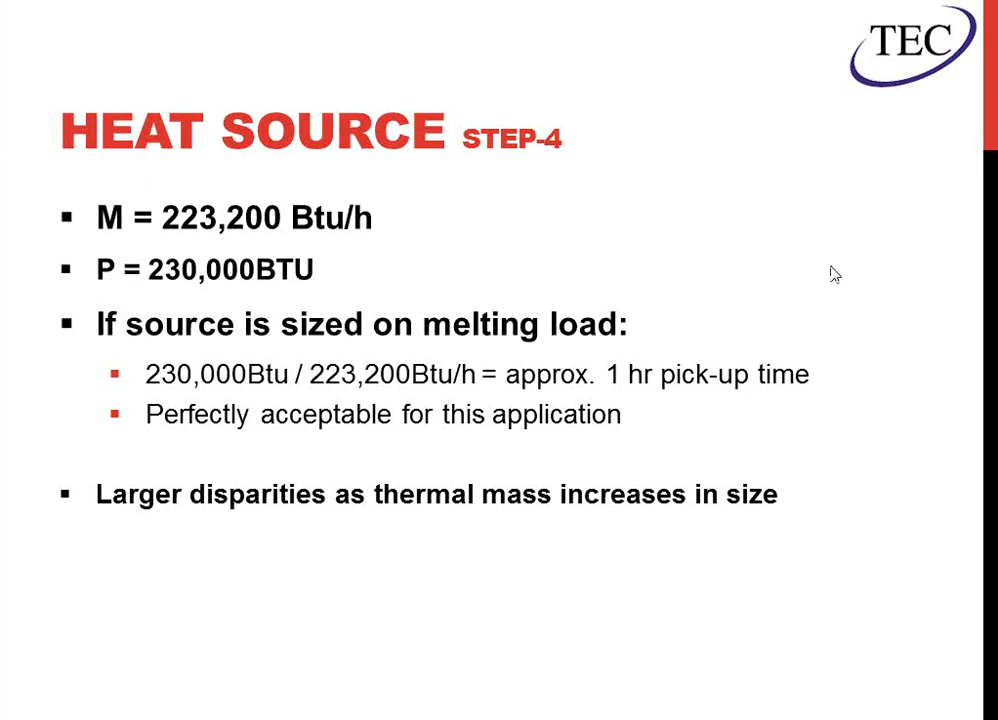 TEC
HEAT SOURCE STEP-4
▪ M = 223,200 Btu/h
▪ P = 230,000BTU
▪ If source is sized on melting load:
▪ 230,000Btu / 223,200Btu/h = approx. 1 hr pick-up time
▪ Perfectly acceptable for this application
▪ Larger disparities as thermal mass increases in size